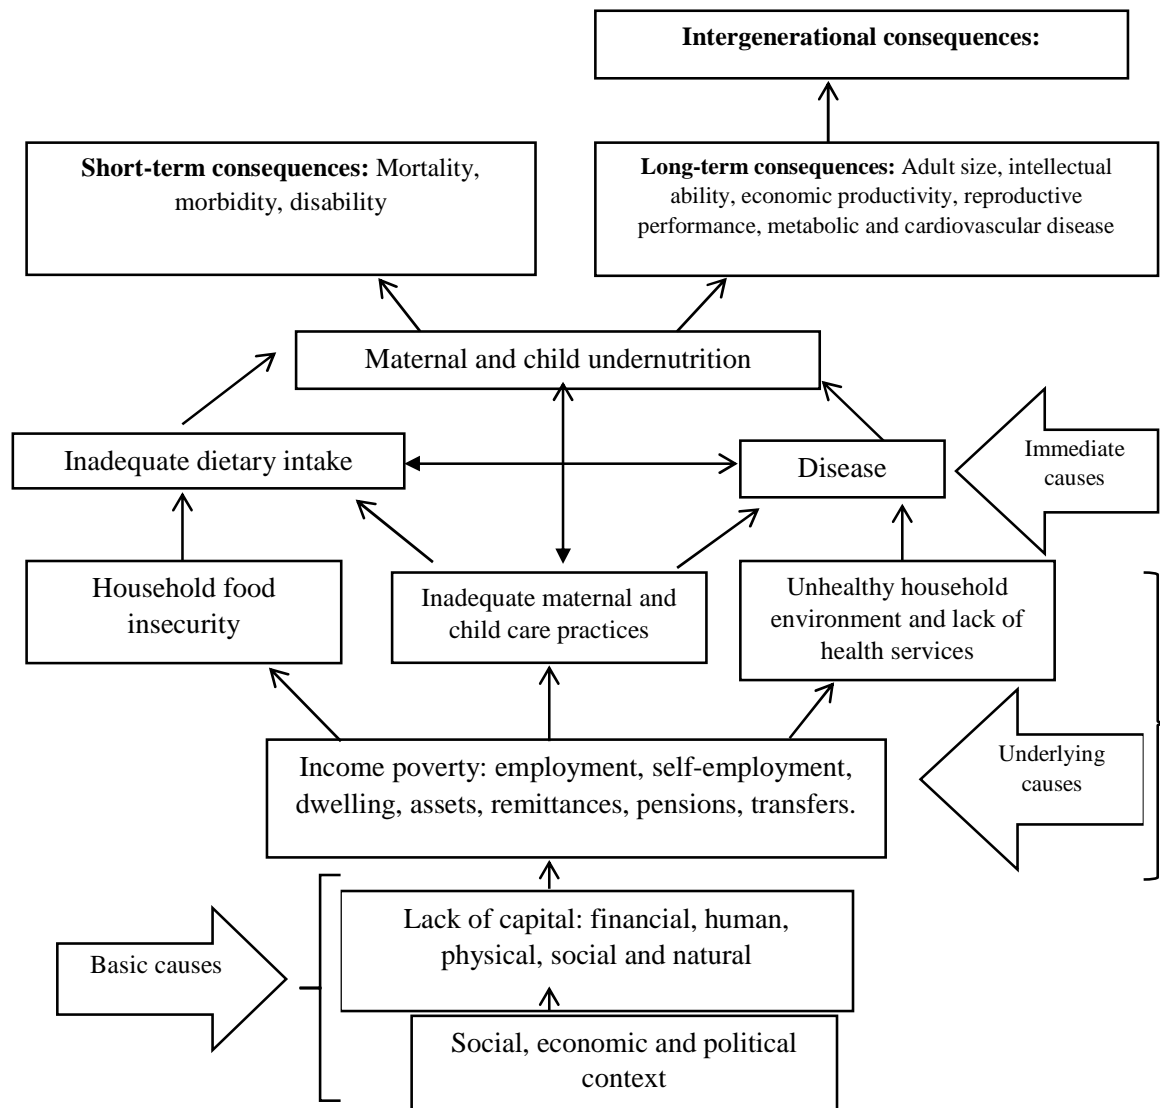 Intergenerational consequences:
Short-term consequences: Mortality,
morbidity, disability
Long-term consequences: Adult size, intellectual
ability, economic productivity, reproductive
performance, metabolic and cardiovascular disease
Maternal and child undernutrition
Inadequate dietary intake
Disease
Immediate
causes
Household food
insecurity
Inadequate maternal and
child care practices
Unhealthy household
environment and lack of
health services
Income poverty: employment, self-employment,
dwelling, assets, remittances, pensions, transfers.
Underlying
causes
Lack of capital: financial, human,
physical, social and natural
Basic causes
Social, economic and political
context